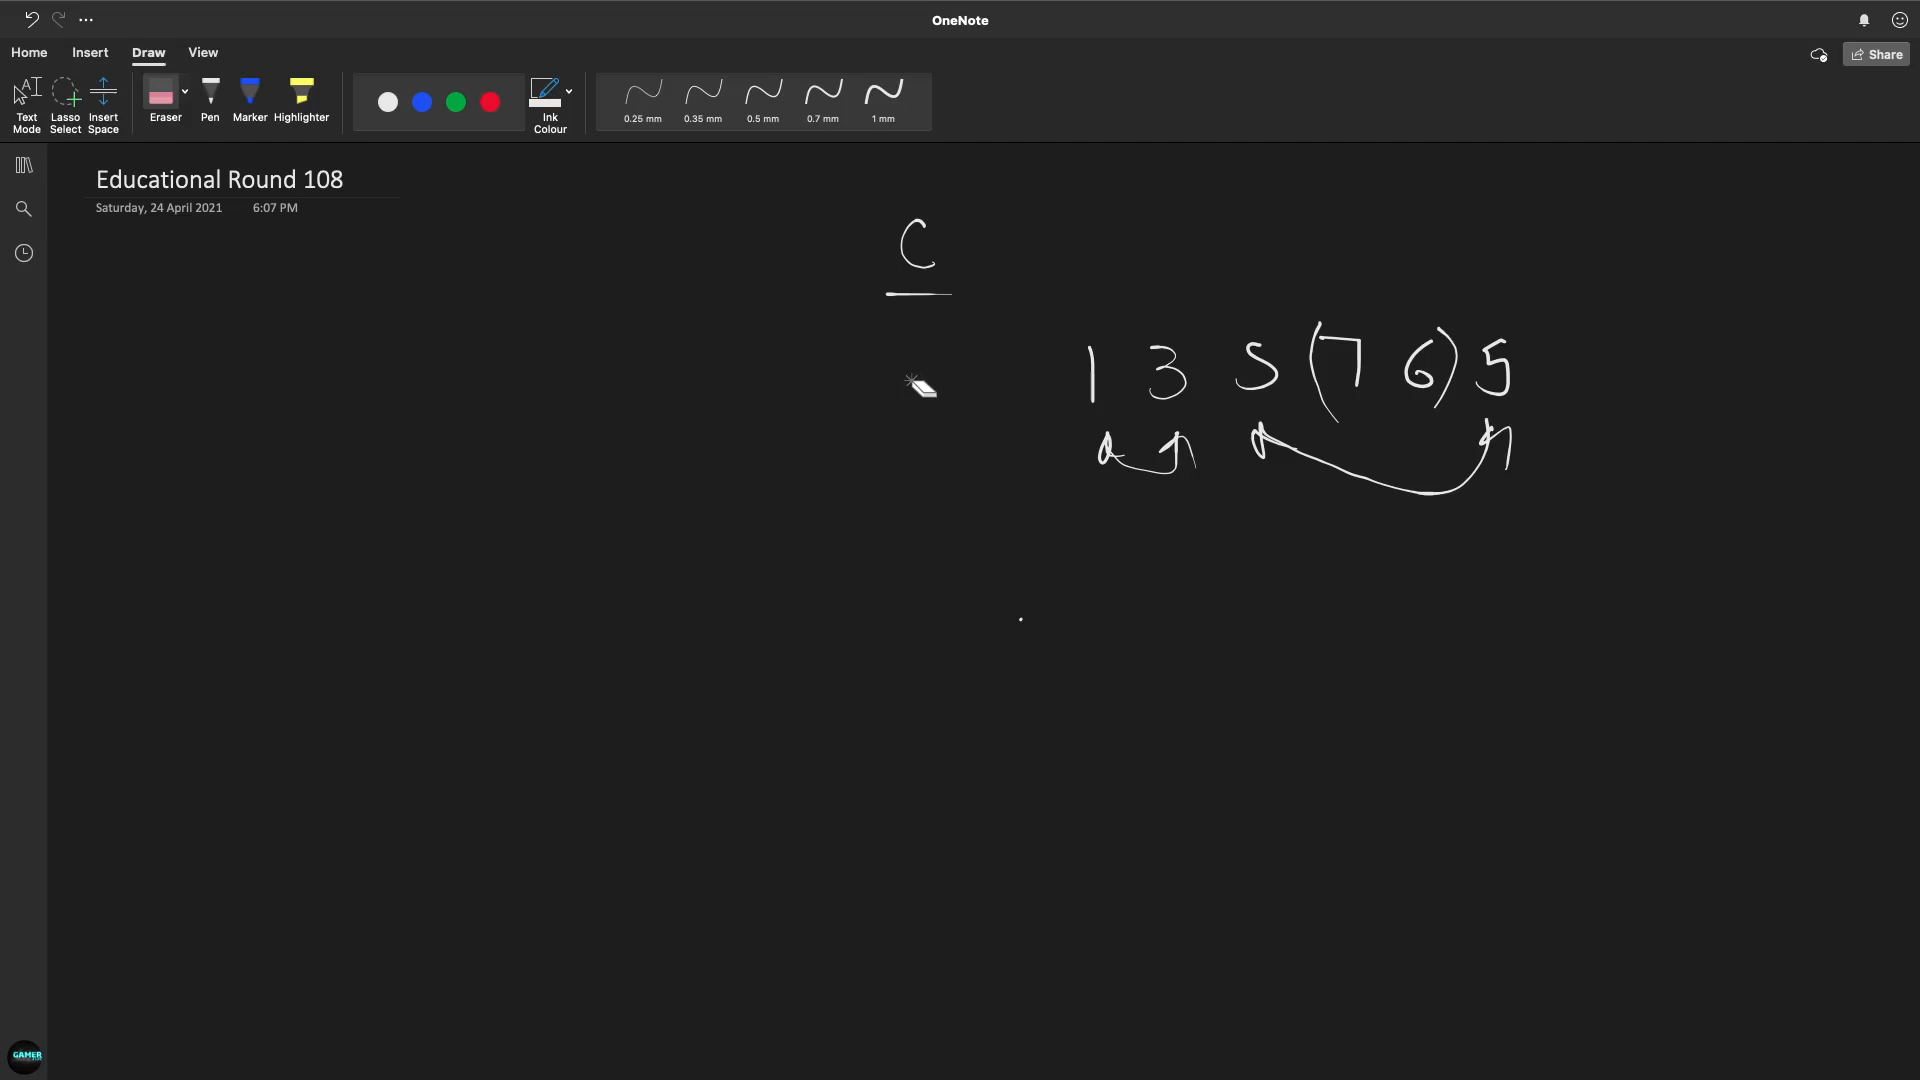 OneNote
Home Insert Draw View
Share
Text Mode
Lasso Select
Insert Space
Eraser
Pen
Marker
Highlighter
Ink Colour
0.25 mm
0.35 mm
0.5 mm
0.7 mm
1 mm
Educational Round 108
Saturday, 24 April 2021 6:07 PM
C
1 3 5 (7 6) 5
GAMER